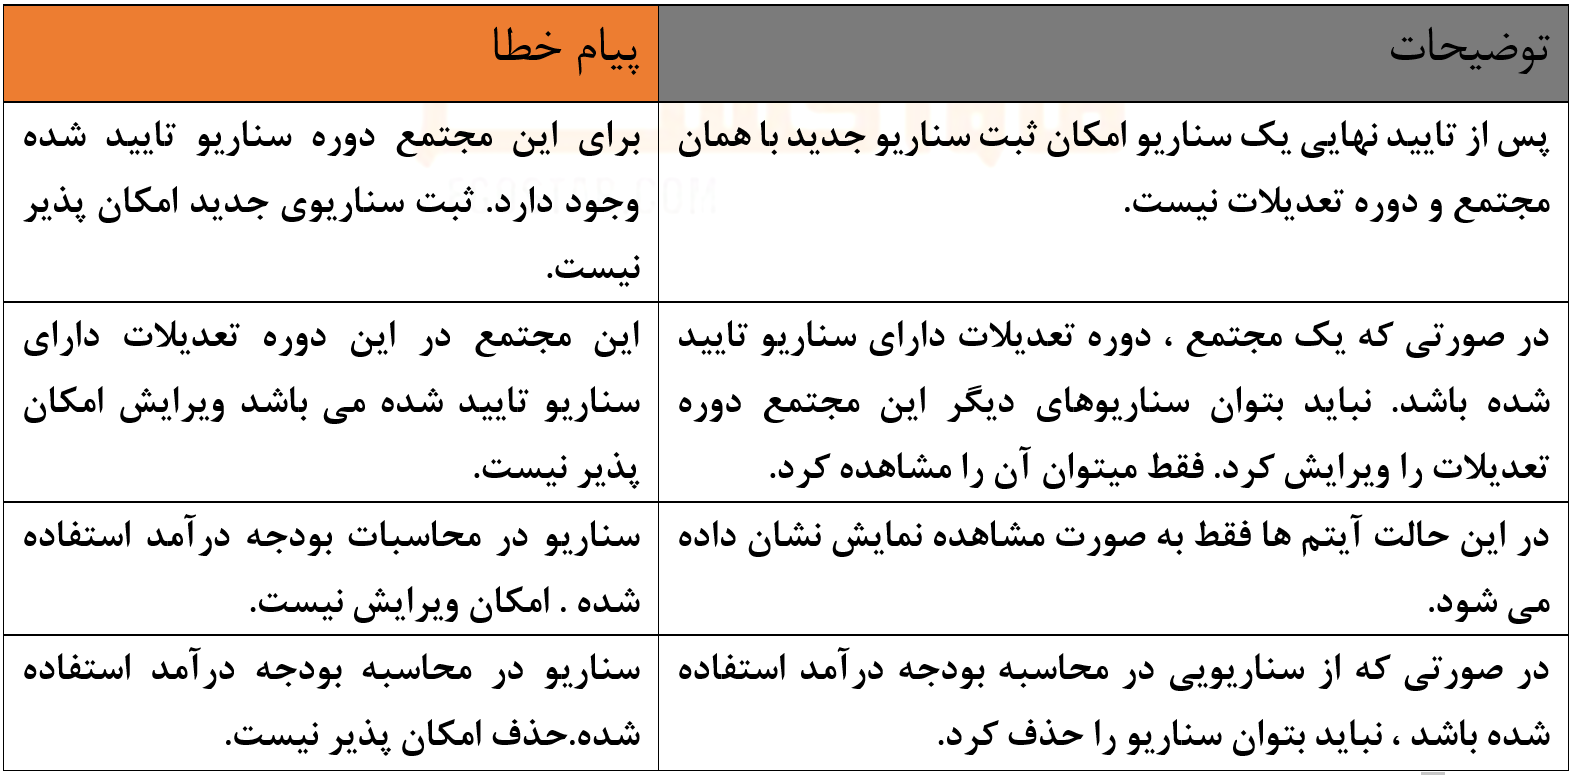 توضیحات
پیام خطا
پس از تایید نهایی یک سناریو امکان ثبت سناریو جدید با همان
مجتمع و دوره تعدیلات نیست.
برای این مجتمع دوره سناریو تایید شده
وجود دارد. ثبت سناریوی جدید امکان پذیر
نیست.
در صورتی که یک مجتمع ، دوره تعدیلات دارای سناریو تایید
شده باشد. نباید بتوان سناریوهای دیگر این مجتمع دوره
تعدیلات را ویرایش کرد. فقط میتوان آن را مشاهده کرد.
این مجتمع در این دوره تعدیلات دارای
سناریو تایید شده می باشد ویرایش امکان
پذیر نیست.
در این حالت آیتم ها فقط به صورت مشاهده نمایش نشان داده
می شود.
سناریو در محاسبات بودجه درآمد استفاده
شده . امکان ویرایش نیست.
در صورتی که از سناریویی در محاسبه بودجه درآمد استفاده
شده باشد ، نباید بتوان سناریو را حذف کرد.
سناریو در محاسبه بودجه درآمد استفاده
شده.حذف امکان پذیر نیست.